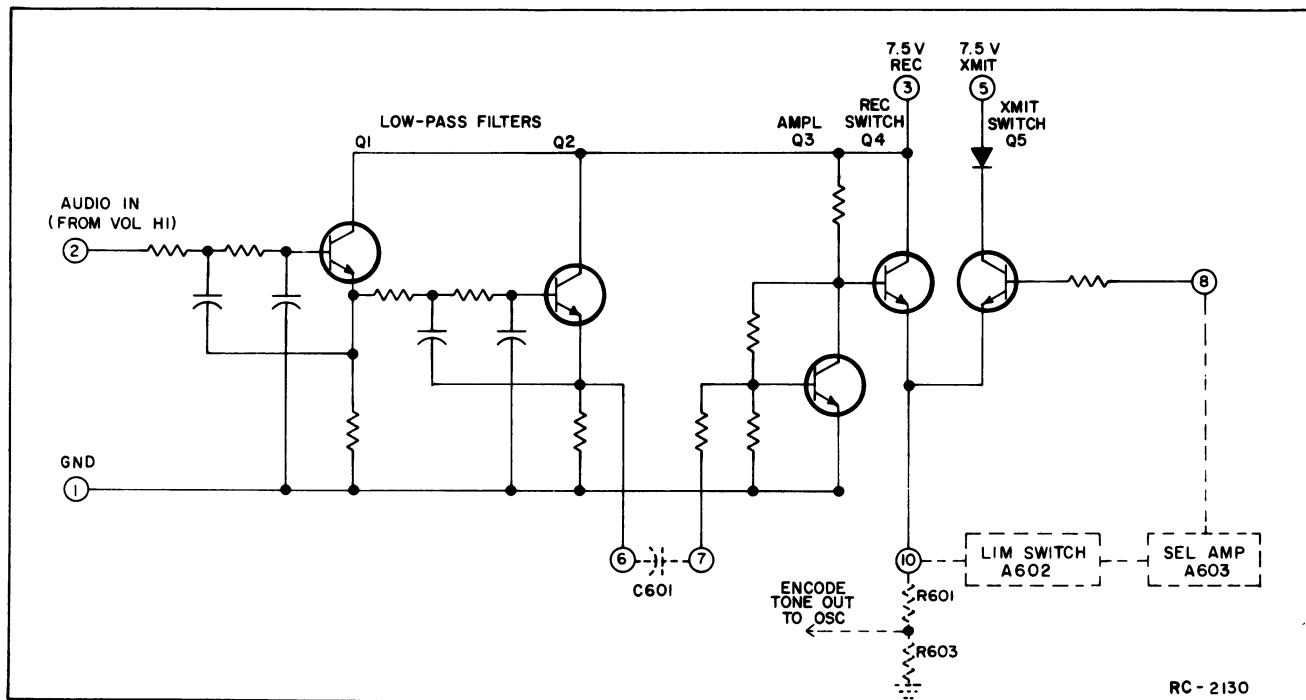 7.5 V
REC
3
7.5 V
XMIT
5
LOW-PASS FILTERS
Q1
Q2
AMPL
Q3
REC
SWITCH
Q4
XMIT
SWITCH
Q5
AUDIO IN
(FROM VOL HI)
2
8
GND
1
6
7
C601
10
LIM SWITCH
A602
SEL AMP
A603
ENCODE
TONE OUT
TO OSC
R601
R603
RC-2130